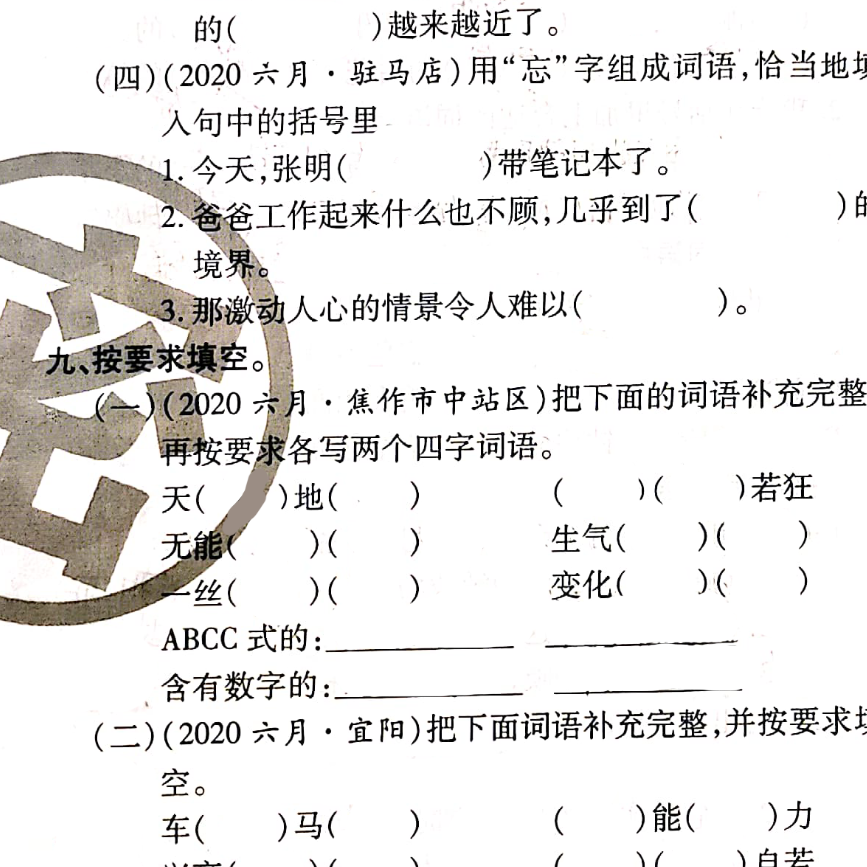 的(　　)越来越近了。
(四)(2020 六月·驻马店)用“忘”字组成词语,恰当地填
入句中的括号里
1. 今天,张明(　　)带笔记本了。
2. 爸爸工作起来什么也不顾,几乎到了(　　)的
境界。
3. 那激动人心的情景令人难以(　　)。
九、按要求填空。
(一)(2020 六月·焦作市中站区)把下面的词语补充完整
再按要求各写两个四字词语。
天(　　)地(　　)　　(　　)(　　)若狂
无能(　　)(　　)　　生气(　　)(　　)
一丝(　　)(　　)　　变化(　　)(　　)
ABCC 式的:________ ________
含有数字的:________ ________
(二)(2020 六月·宜阳)把下面词语补充完整,并按要求填
空。
车(　　)马(　　)　　(　　)能(　　)力
(　　)(　　)　　(　　)(　　)自若